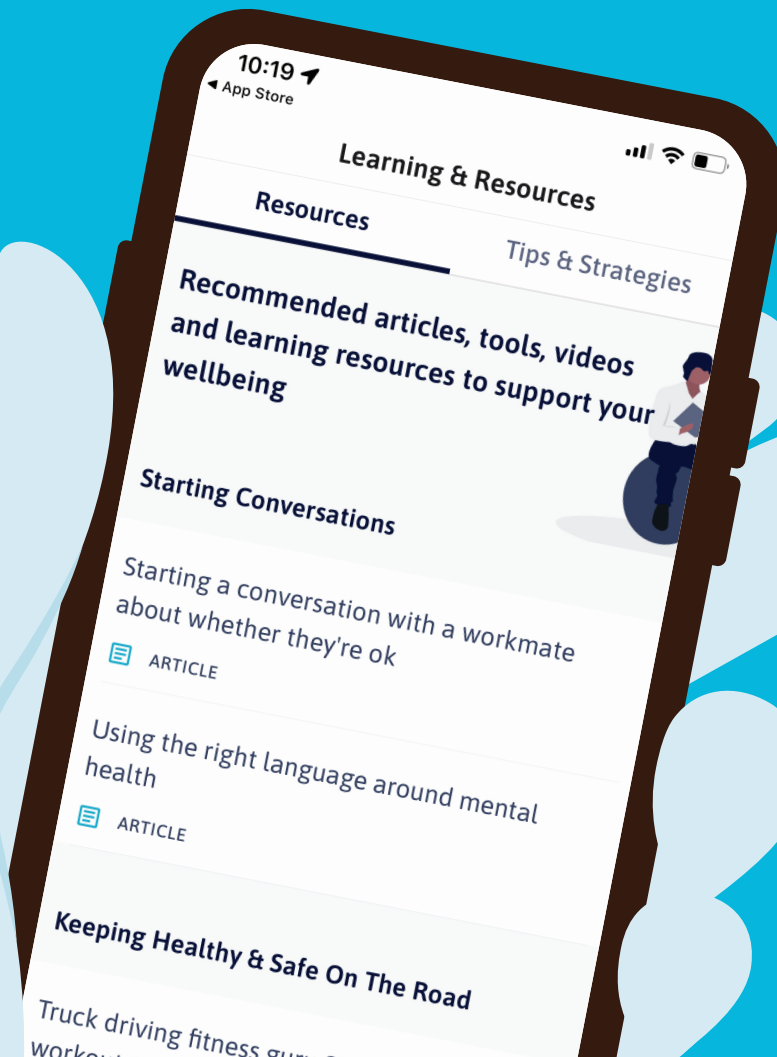 10:19
App Store
Learning & Resources
Resources
Tips & Strategies
Recommended articles, tools, videos
and learning resources to support your
wellbeing
Starting Conversations
Starting a conversation with a workmate
about whether they're ok
ARTICLE
Using the right language around mental
health
ARTICLE
Keeping Healthy & Safe On The Road
Truck driving fitness